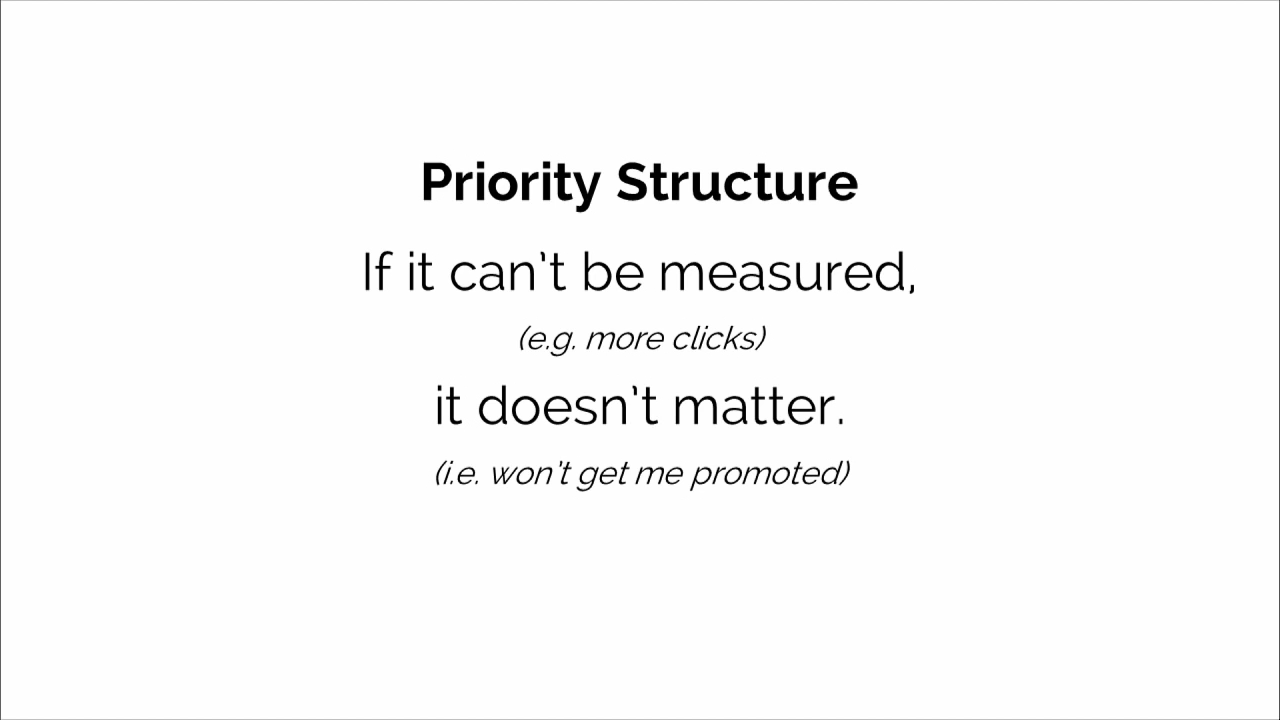 Priority Structure
If it can't be measured,
(e.g. more clicks)
it doesn't matter.
(i.e. won't get me promoted)